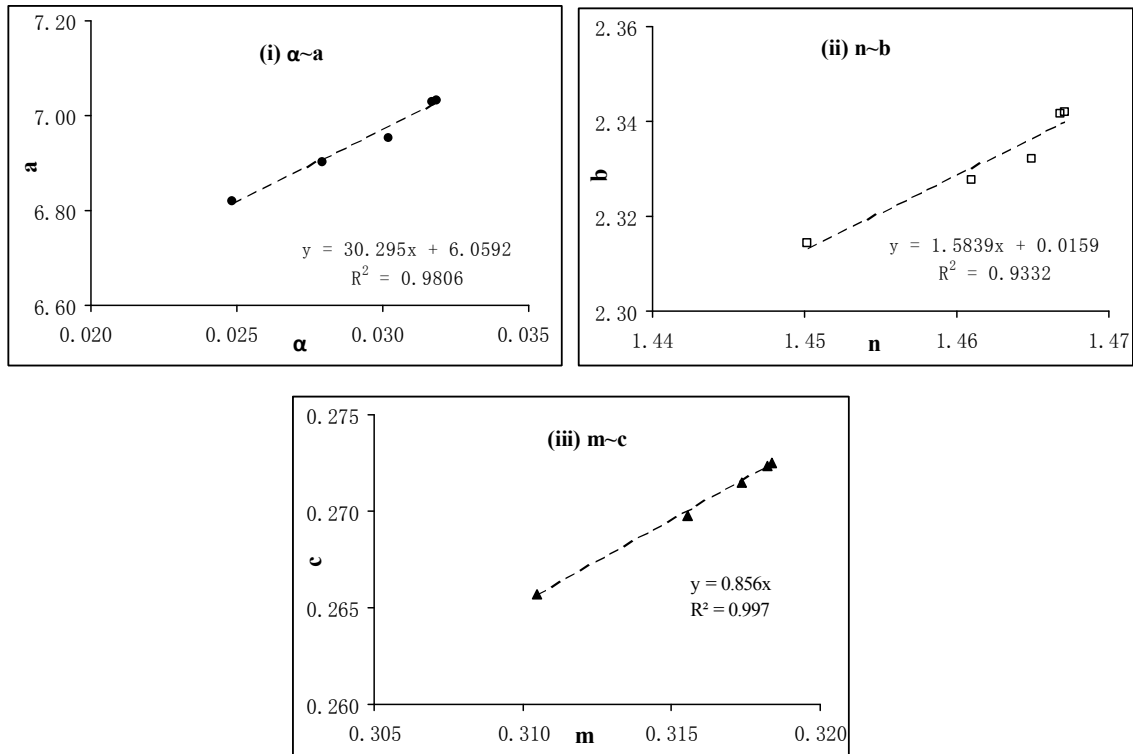 (i) α~a
7.20
7.00
6.80
6.60
a
y = 30.295x + 6.0592
R² = 0.9806
0.020 0.025 0.030 0.035
α
(ii) n~b
2.36
2.34
2.32
2.30
b
y = 1.5839x + 0.0159
R² = 0.9332
1.44 1.45 1.46 1.47
n
(iii) m~c
0.275
0.270
0.265
0.260
c
y = 0.856x
R² = 0.997
0.305 0.310 0.315 0.320
m